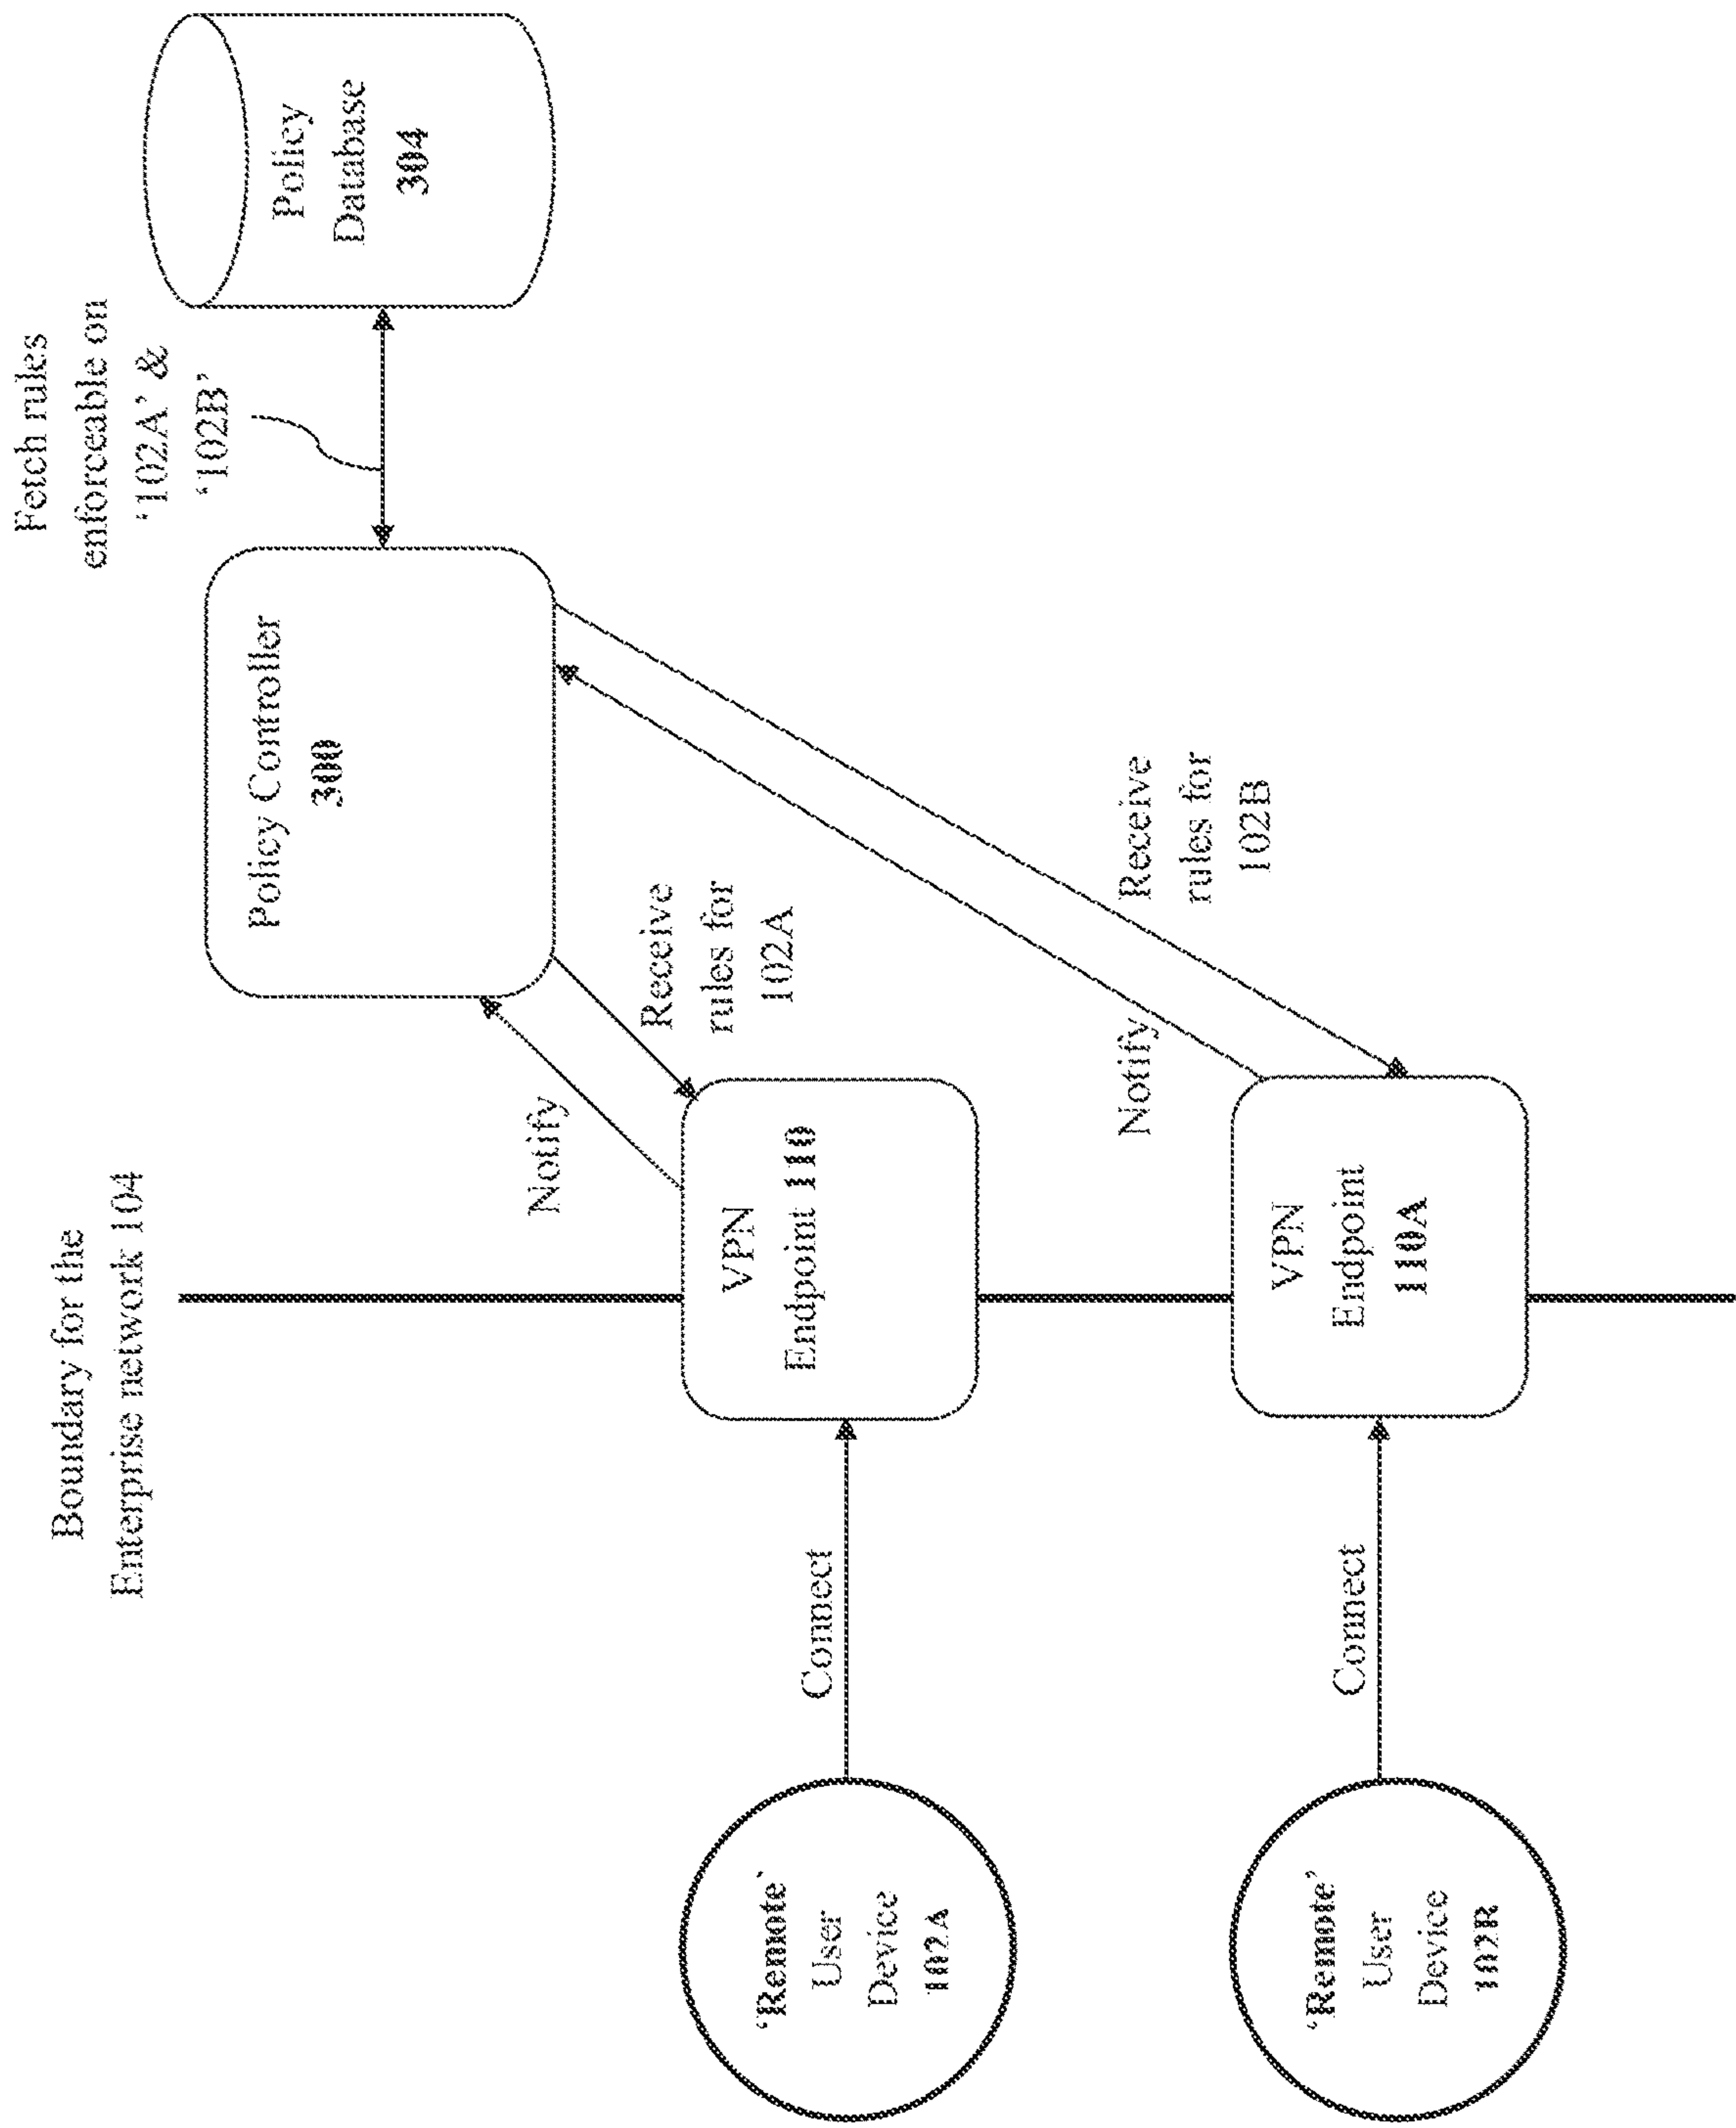 Boundary for the
Enterprise network 104
Fetch rules
enforceable on
‘102A’ &
‘102B’
Policy Controller
300
Policy
Database
304
Notify
Receive
rules for
102A
‘Remote`
User
Device
102A
Connect
VPN
Endpoint 110
Notify
Receive
rules for
102B
‘Remote’
User
Device
102B
Connect
VPN
Endpoint
110A